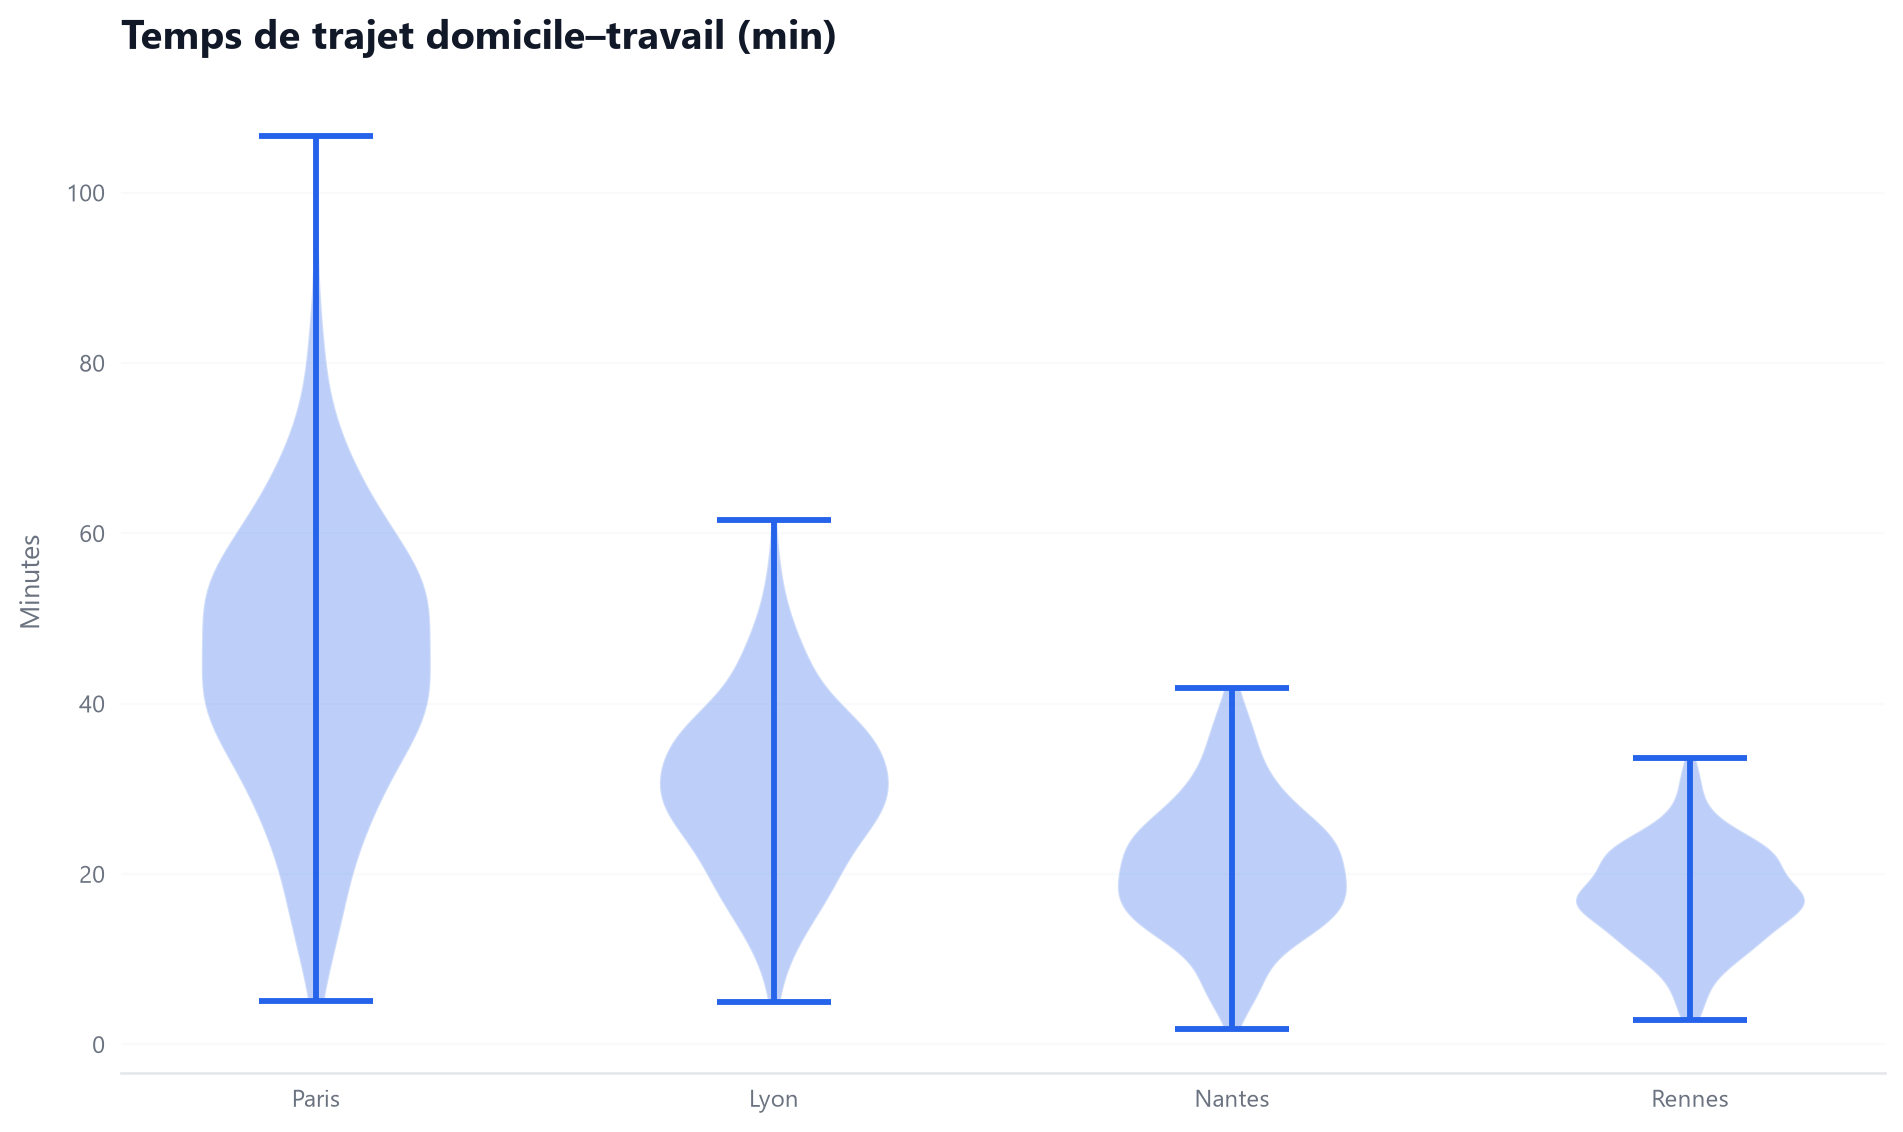 Temps de trajet domicile–travail (min)
Minutes
100
80
60
40
20
0
Paris
Lyon
Nantes
Rennes